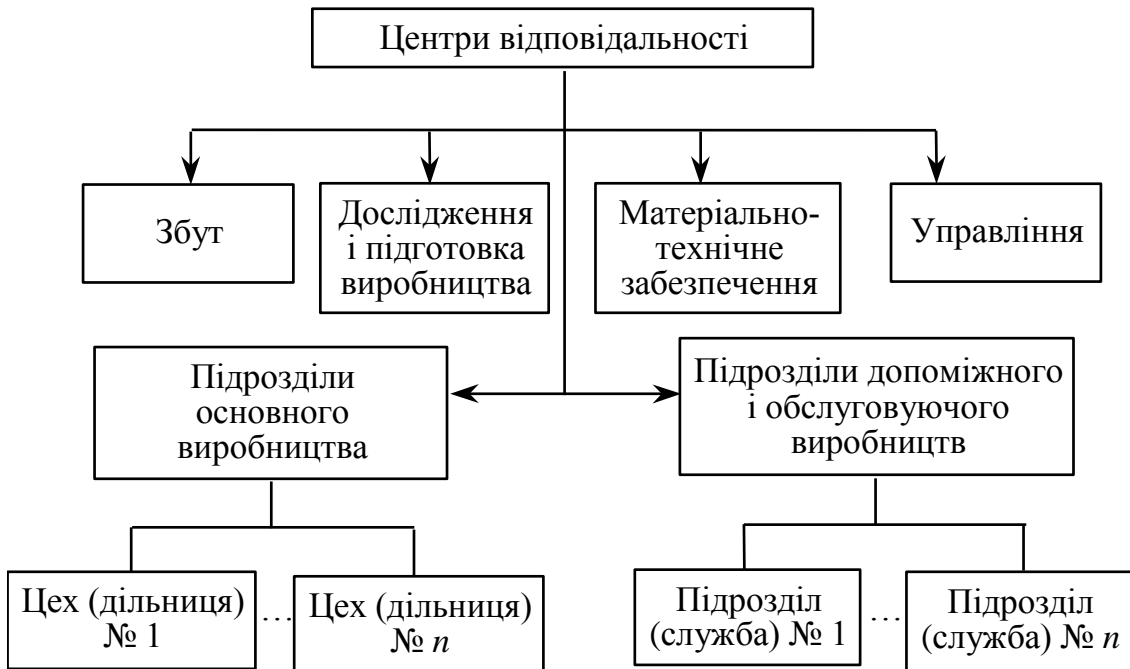 Центри відповідальності
Збут
Дослідження
і підготовка
виробництва
Матеріально-
технічне
забезпечення
Управління
Підрозділи
основного
виробництва
Підрозділи допоміжного
і обслуговуючого
виробництв
Цех (дільниця)
№ 1
…
Цех (дільниця)
№ n
Підрозділ
(служба) № 1
…
Підрозділ
(служба) № n